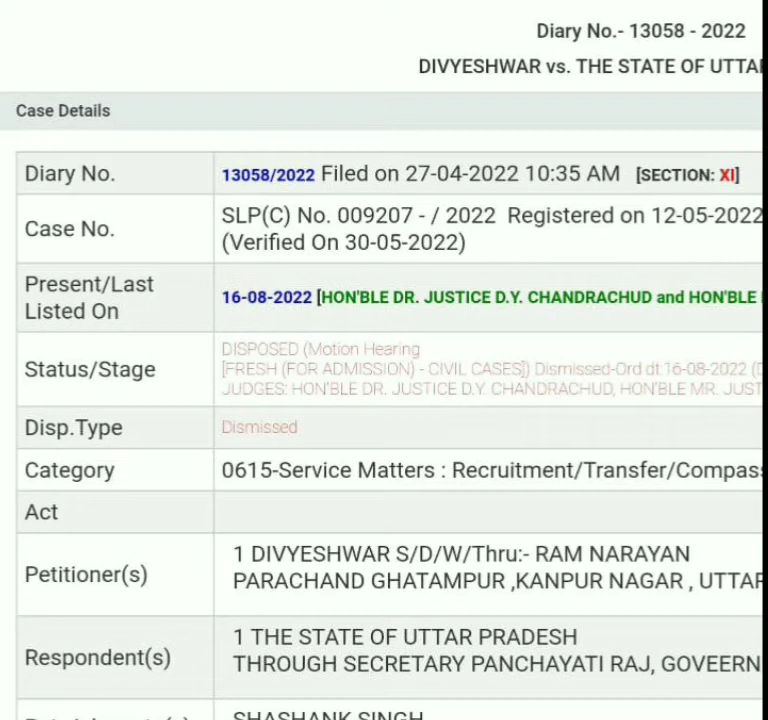 Diary No.- 13058 - 2022
DIVYESHWAR vs. THE STATE OF UTTA
Case Details
Diary No.
13058/2022 Filed on 27-04-2022 10:35 AM [SECTION: XI]
Case No.
SLP(C) No. 009207 - / 2022 Registered on 12-05-2022
(Verified On 30-05-2022)
Present/Last
Listed On
16-08-2022 [HON'BLE DR. JUSTICE D.Y. CHANDRACHUD and HON'BLE
Status/Stage
DISPOSED (Motion Hearing
[FRESH (FOR ADMISSION) - CIVIL CASES]) Dismissed-Ord dt:16-08-2022
JUDGES: HON'BLE DR. JUSTICE D.Y. CHANDRACHUD, HON'BLE MR. JUST
Disp.Type
Dismissed
Category
0615-Service Matters : Recruitment/Transfer/Compas
Act
Petitioner(s)
1 DIVYESHWAR S/D/W/Thru:- RAM NARAYAN
PARACHAND GHATAMPUR ,KANPUR NAGAR , UTTAR
Respondent(s)
1 THE STATE OF UTTAR PRADESH
THROUGH SECRETARY PANCHAYATI RAJ, GOVEERN
SHASHANK SINGH